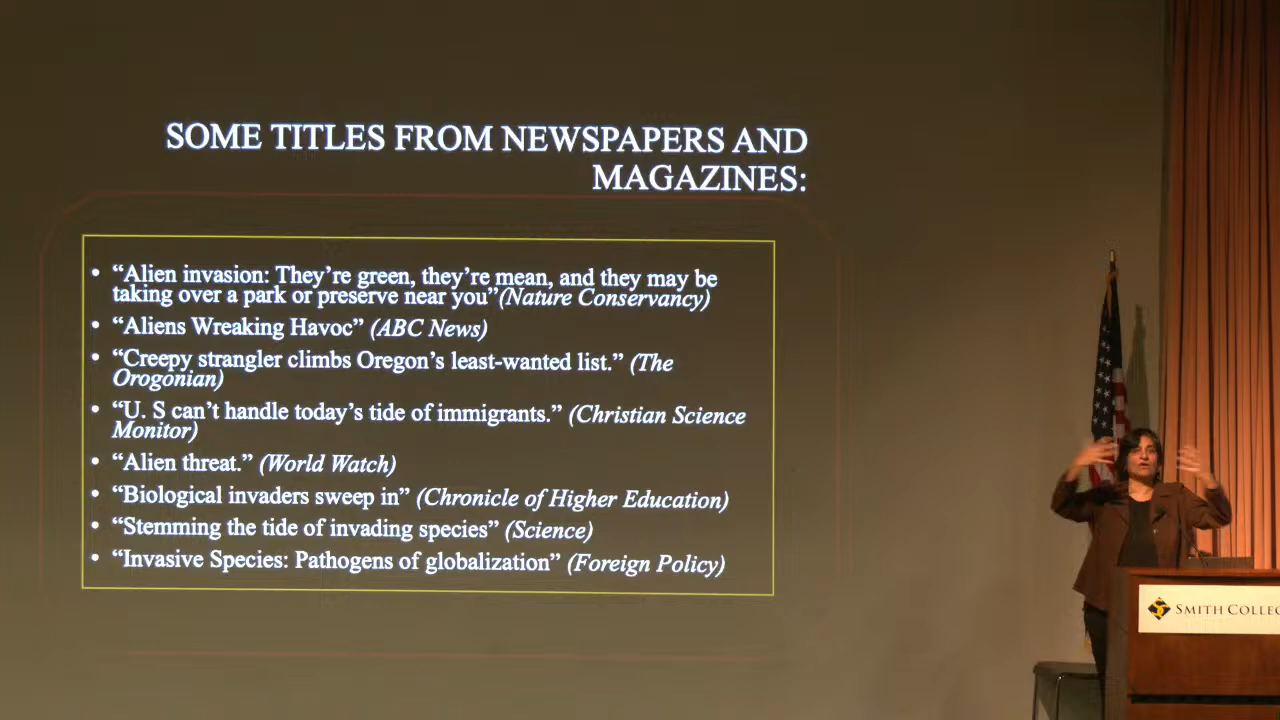 SOME TITLES FROM NEWSPAPERS AND
MAGAZINES:
• “Alien invasion: They’re green, they’re mean, and they may be
taking over a park or preserve near you”(Nature Conservancy)
• “Aliens Wreaking Havoc” (ABC News)
• “Creepy strangler climbs Oregon’s least-wanted list.” (The
Orogonian)
• “U. S can’t handle today’s tide of immigrants.” (Christian Science
Monitor)
• “Alien threat.” (World Watch)
• “Biological invaders sweep in” (Chronicle of Higher Education)
• “Stemming the tide of invading species” (Science)
• “Invasive Species: Pathogens of globalization” (Foreign Policy)
SMITH COLLEG